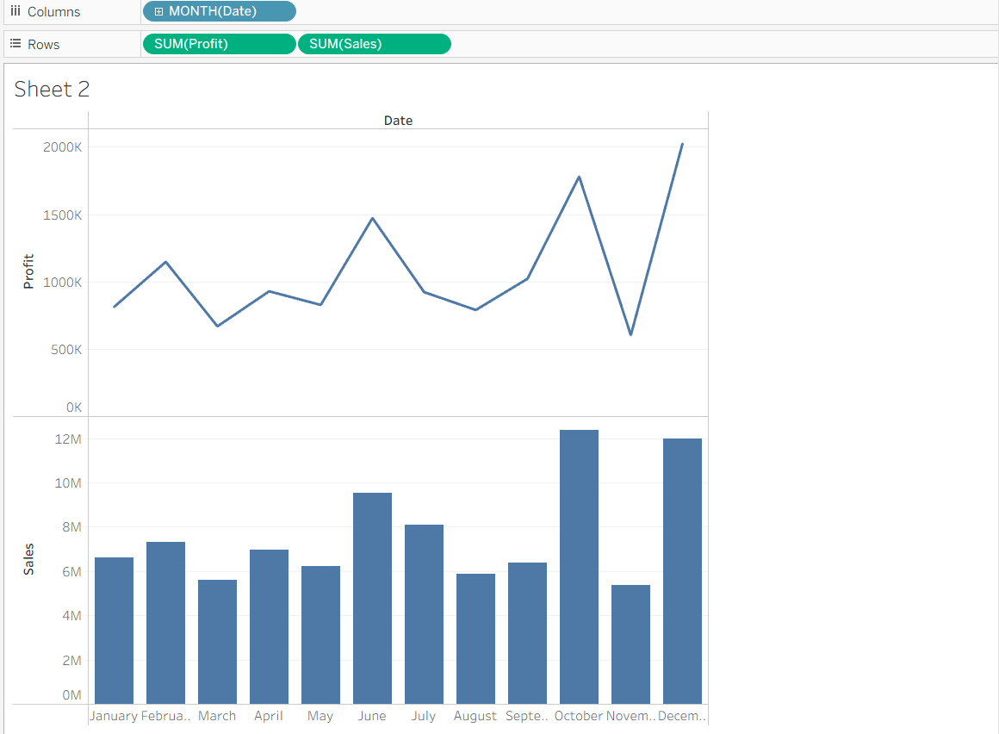 Columns MONTH(Date)
Rows SUM(Profit) SUM(Sales)
Sheet 2
Date
2000K
1500K
1000K
500K
0K
Profit
12M
10M
8M
6M
4M
2M
0M
Sales
January Februa.. March April May June July August Septe.. October Novem.. Decem..